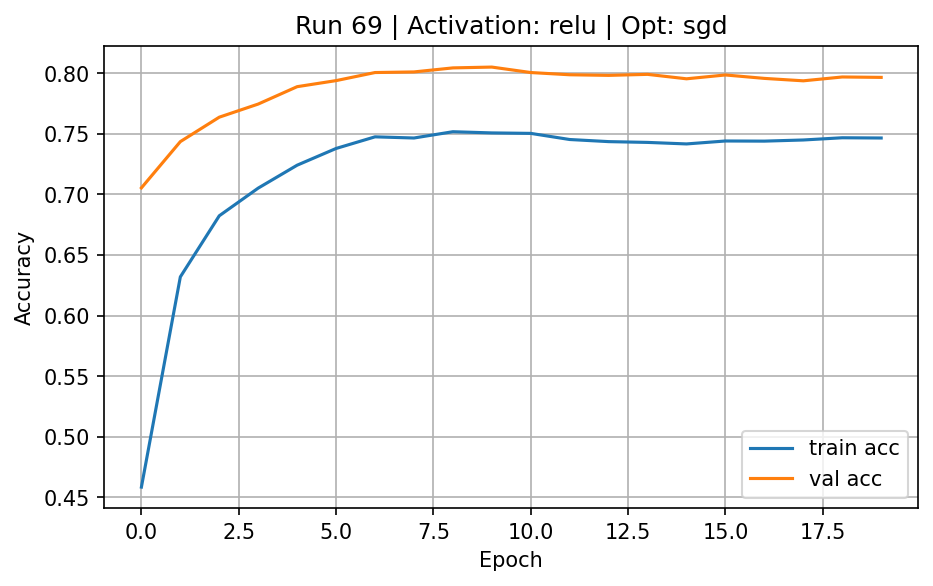 Run 69 | Activation: relu | Opt: sgd
Accuracy
0.80
0.75
0.70
0.65
0.60
0.55
0.50
0.45
train acc
val acc
0.0 2.5 5.0 7.5 10.0 12.5 15.0 17.5
Epoch